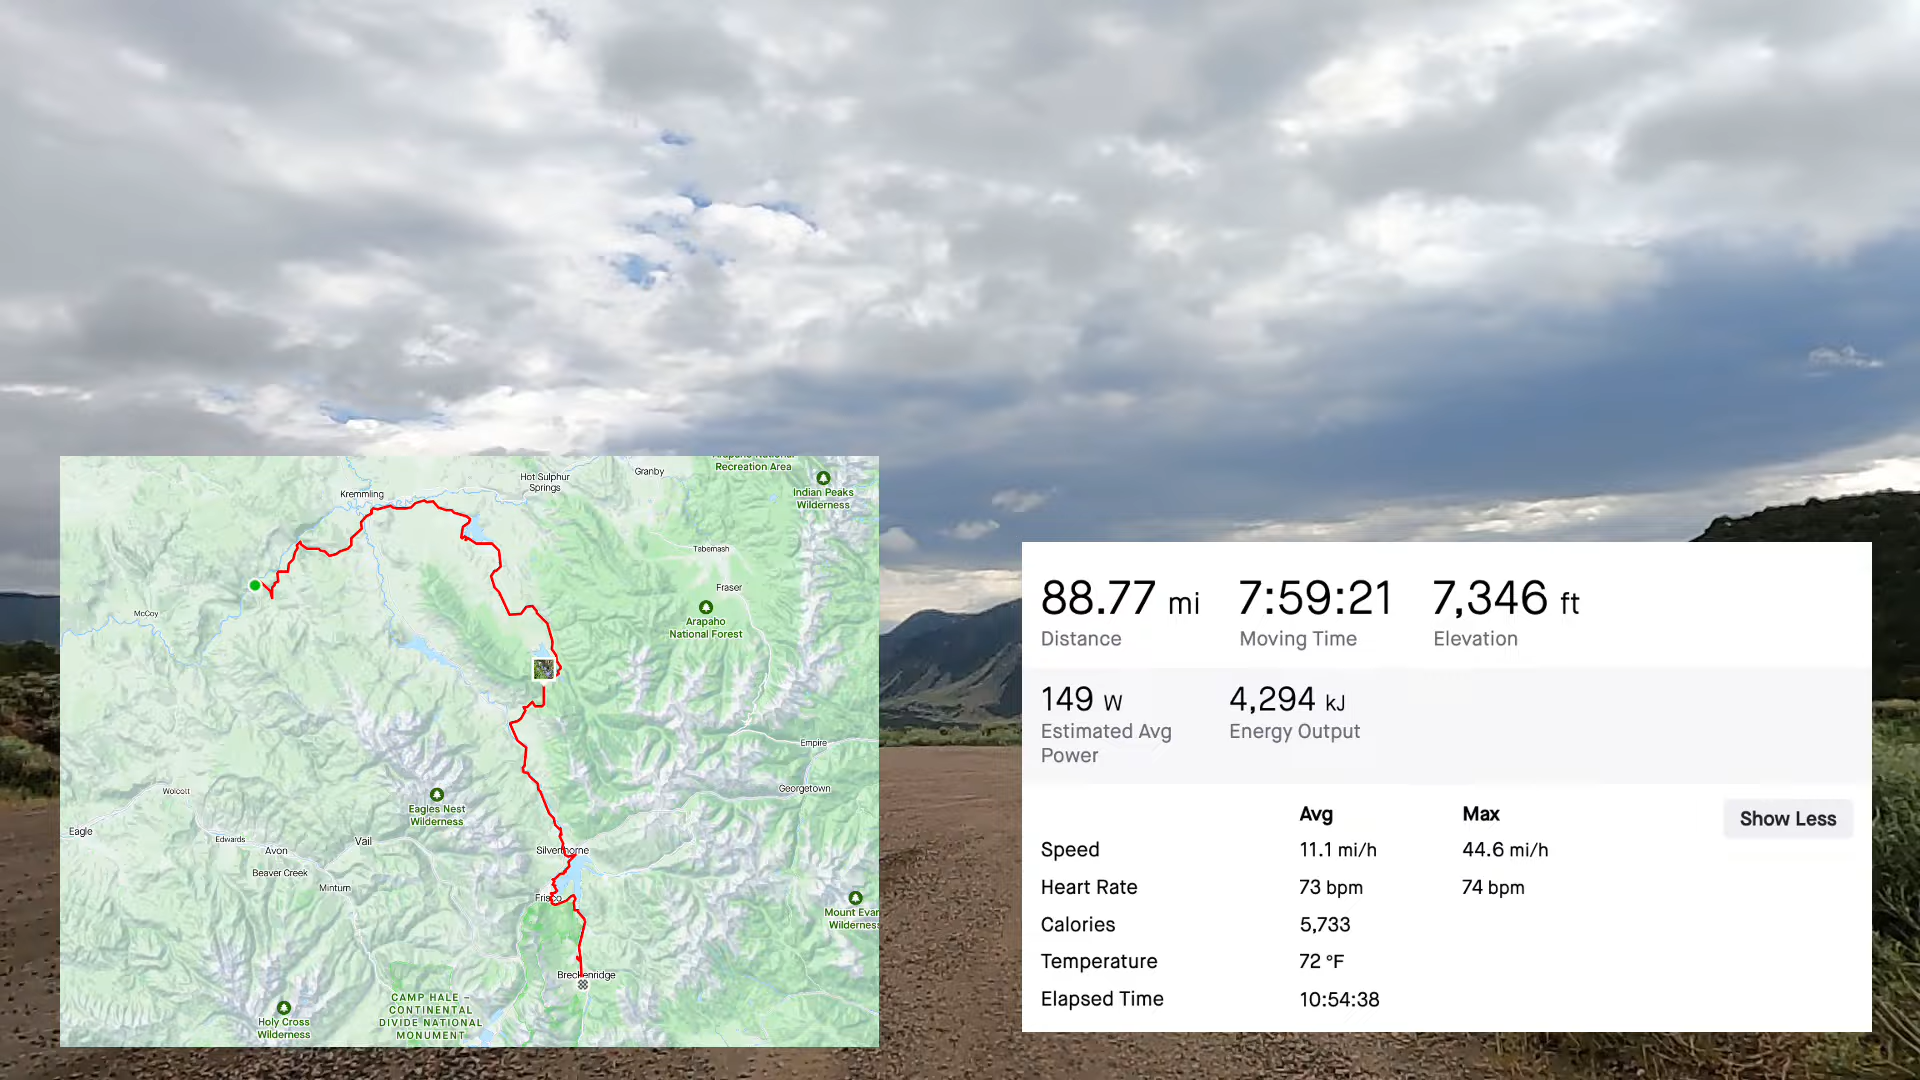 Arapaho National
Recreation Area
Granby
Hot Sulphur
Springs
Indian Peaks
Wilderness
Kremmling
Tabernash
Fraser
McCoy
Arapaho
National Forest
Empire
Georgetown
Wolcott
Eagles Nest
Wilderness
Eagle
Edwards
Vail
Avon
Silverthorne
Beaver Creek
Minturn
Frisco
Mount Evan
Wilderness
Breckenridge
CAMP HALE –
CONTINENTAL
DIVIDE NATIONAL
MONUMENT
Holy Cross
Wilderness
88.77 mi 7:59:21 7,346 ft
Distance Moving Time Elevation
149 W 4,294 kJ
Estimated Avg Energy Output
Power
Avg Max
Show Less
Speed 11.1 mi/h 44.6 mi/h
Heart Rate 73 bpm 74 bpm
Calories 5,733
Temperature 72 °F
Elapsed Time 10:54:38